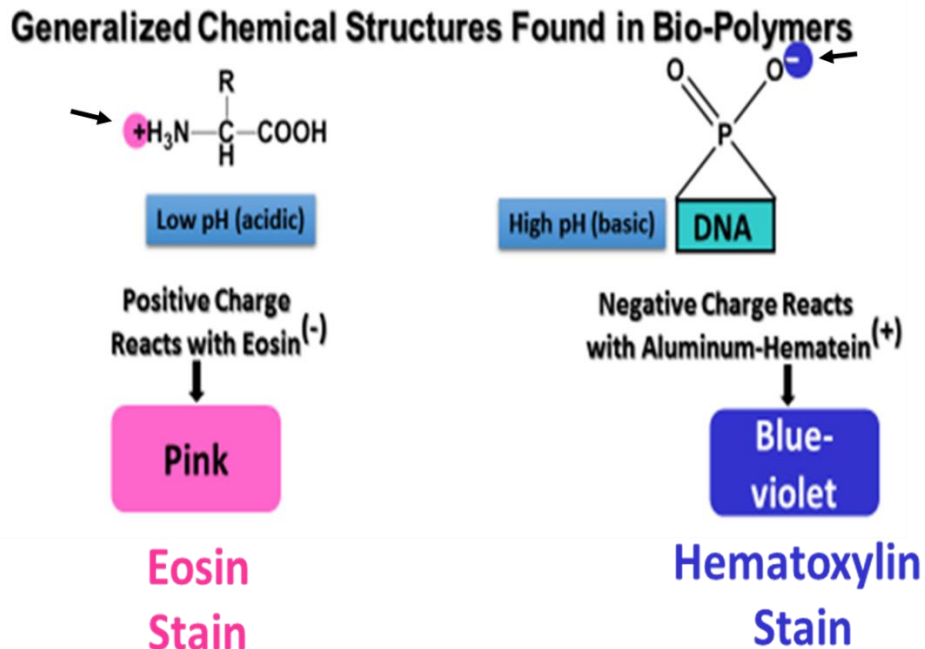 Generalized Chemical Structures Found in Bio-Polymers
R
+H₃N—C—COOH
H
Low pH (acidic)
Positive Charge
Reacts with Eosin(-)
Pink
Eosin
Stain
O
O−
P
High pH (basic)
DNA
Negative Charge Reacts
with Aluminum-Hematein(+)
Blue-
violet
Hematoxylin
Stain